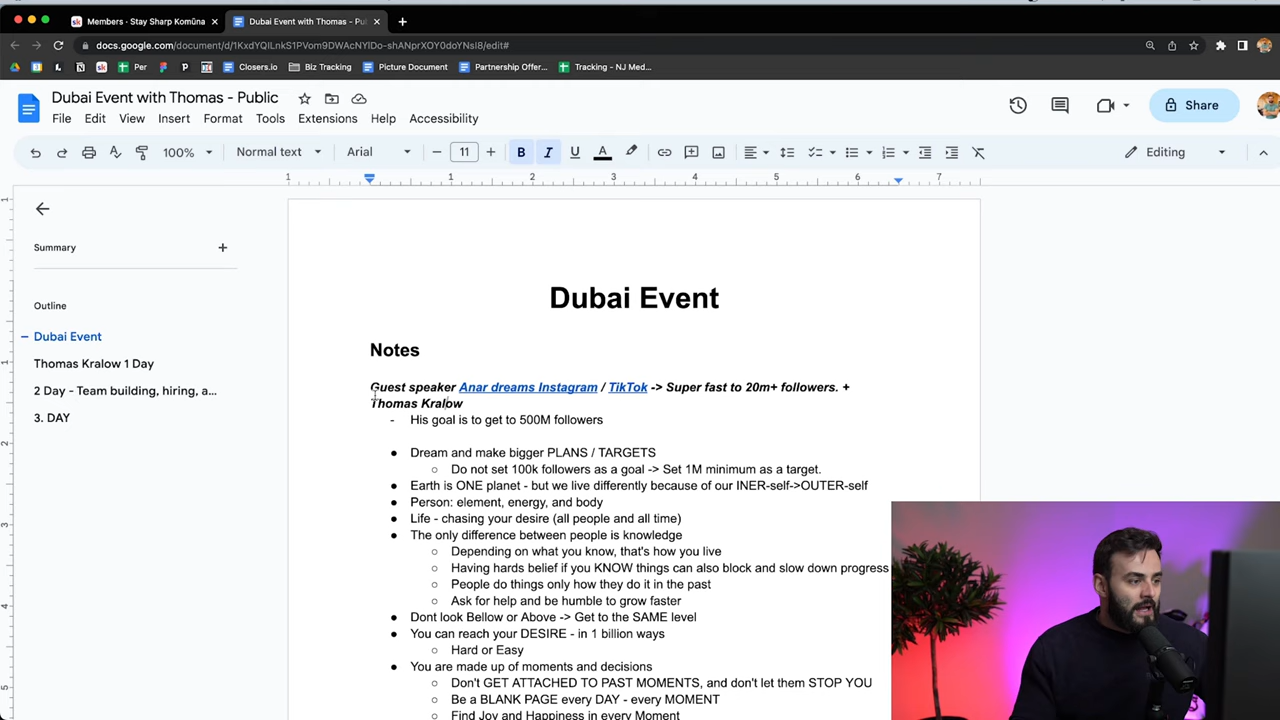 Members · Stay Sharp Komūna
Dubai Event with Thomas - Pu
docs.google.com/document/d/1KxdYQILnkS1PVom9DWAcNYlDo-shANprXOY0doYNsI8/edit#
Per
Closers.io
Biz Tracking
Picture Document
Partnership Offer...
Tracking - NJ Med...
Dubai Event with Thomas - Public
File Edit View Insert Format Tools Extensions Help Accessibility
Share
100% Normal text Arial 11 B I U A Editing
1 1 2 3 4 5 6 7
Summary
Outline
Dubai Event
Thomas Kralow 1 Day
2 Day - Team building, hiring, a...
3. DAY
Dubai Event
Notes
Guest speaker Anar dreams Instagram / TikTok -> Super fast to 20m+ followers. +
Thomas Kralow
- His goal is to get to 500M followers
● Dream and make bigger PLANS / TARGETS
○ Do not set 100k followers as a goal -> Set 1M minimum as a target.
● Earth is ONE planet - but we live differently because of our INER-self->OUTER-self
● Person: element, energy, and body
● Life - chasing your desire (all people and all time)
● The only difference between people is knowledge
○ Depending on what you know, that's how you live
○ Having hards belief if you KNOW things can also block and slow down progress
○ People do things only how they do it in the past
○ Ask for help and be humble to grow faster
● Dont look Bellow or Above -> Get to the SAME level
● You can reach your DESIRE - in 1 billion ways
○ Hard or Easy
● You are made up of moments and decisions
○ Don't GET ATTACHED TO PAST MOMENTS, and don't let them STOP YOU
○ Be a BLANK PAGE every DAY - every MOMENT
○ Find Joy and Happiness in every Moment